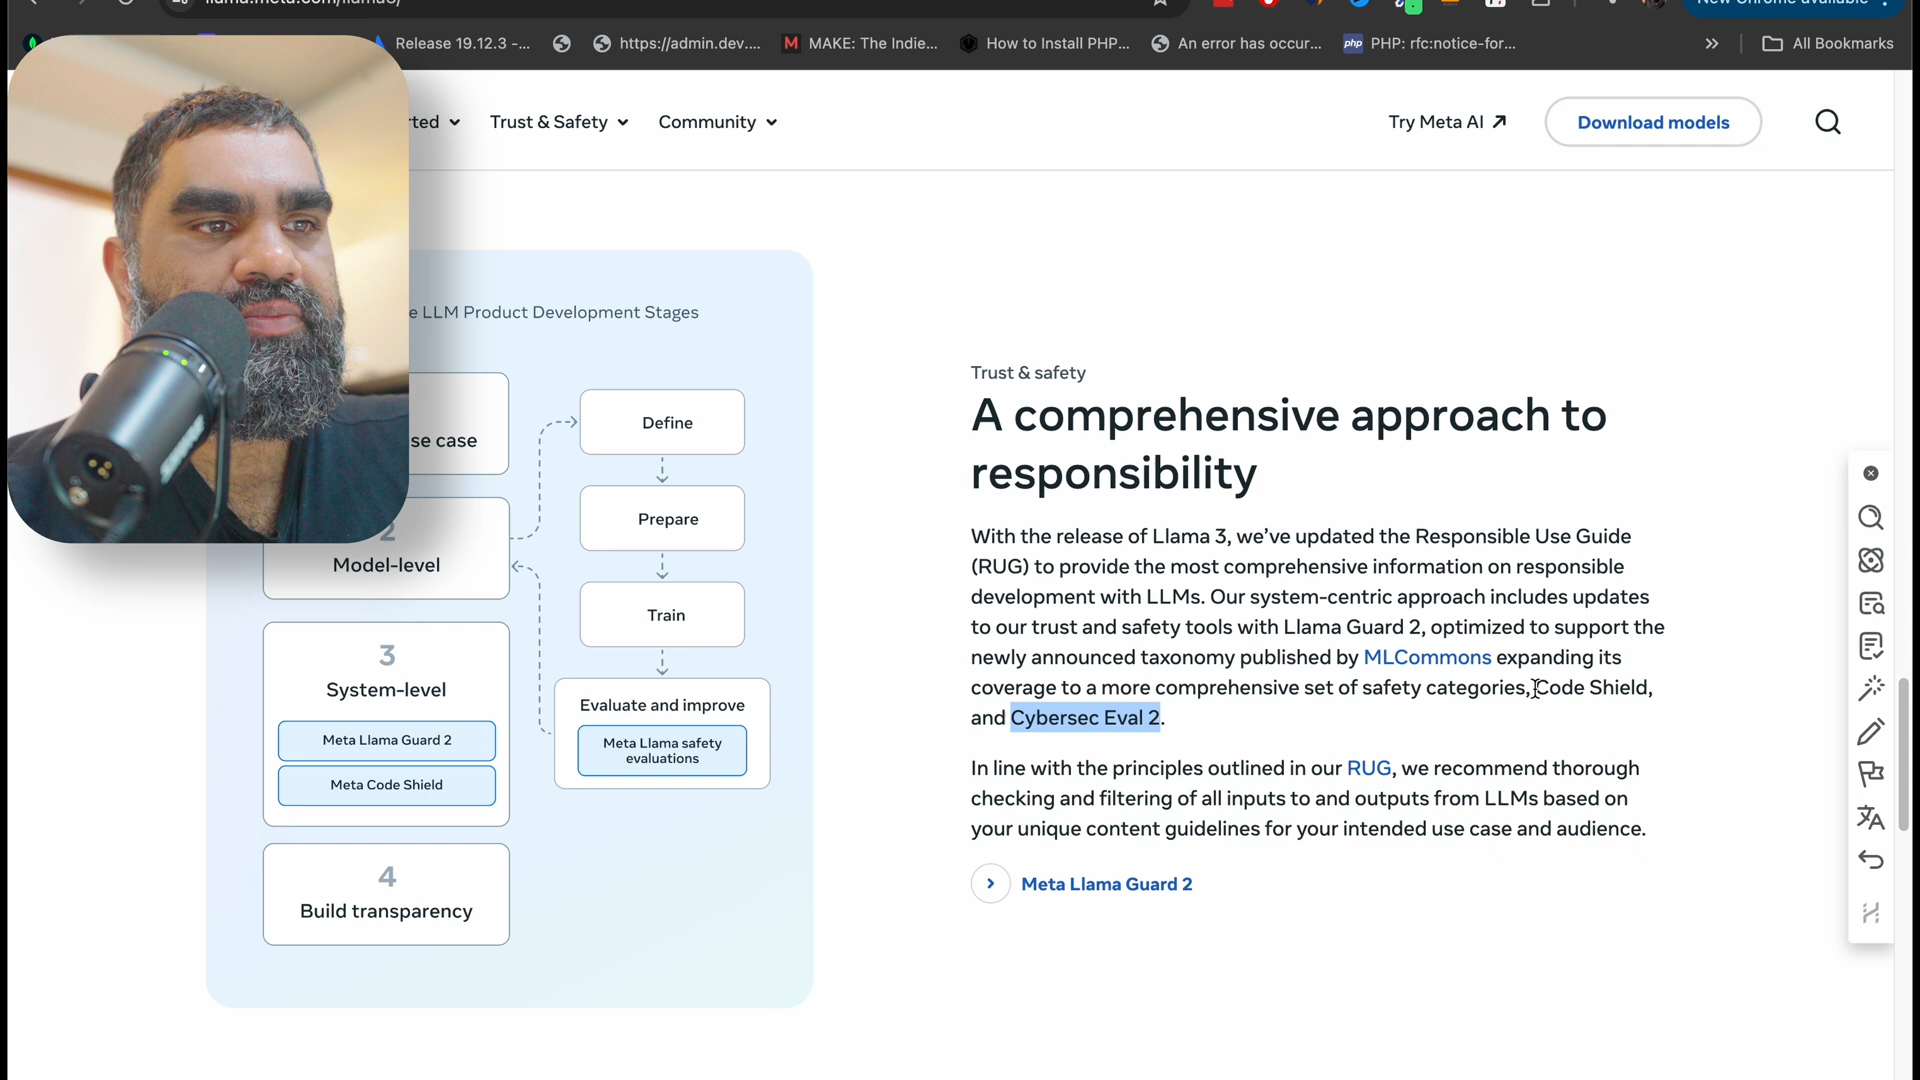 llama.meta.com/llama3/
New Chrome available
Release 19.12.3 -...
https://admin.dev....
MAKE: The Indie...
How to Install PHP...
An error has occur...
php PHP: rfc:notice-for...
All Bookmarks
rted
Trust & Safety
Community
Try Meta AI
Download models
e LLM Product Development Stages
se case
2
Model-level
3
System-level
Meta Llama Guard 2
Meta Code Shield
4
Build transparency
Define
Prepare
Train
Evaluate and improve
Meta Llama safety
evaluations
Trust & safety
A comprehensive approach to
responsibility
With the release of Llama 3, we’ve updated the Responsible Use Guide
(RUG) to provide the most comprehensive information on responsible
development with LLMs. Our system-centric approach includes updates
to our trust and safety tools with Llama Guard 2, optimized to support the
newly announced taxonomy published by MLCommons expanding its
coverage to a more comprehensive set of safety categories, Code Shield,
and Cybersec Eval 2.
In line with the principles outlined in our RUG, we recommend thorough
checking and filtering of all inputs to and outputs from LLMs based on
your unique content guidelines for your intended use case and audience.
Meta Llama Guard 2